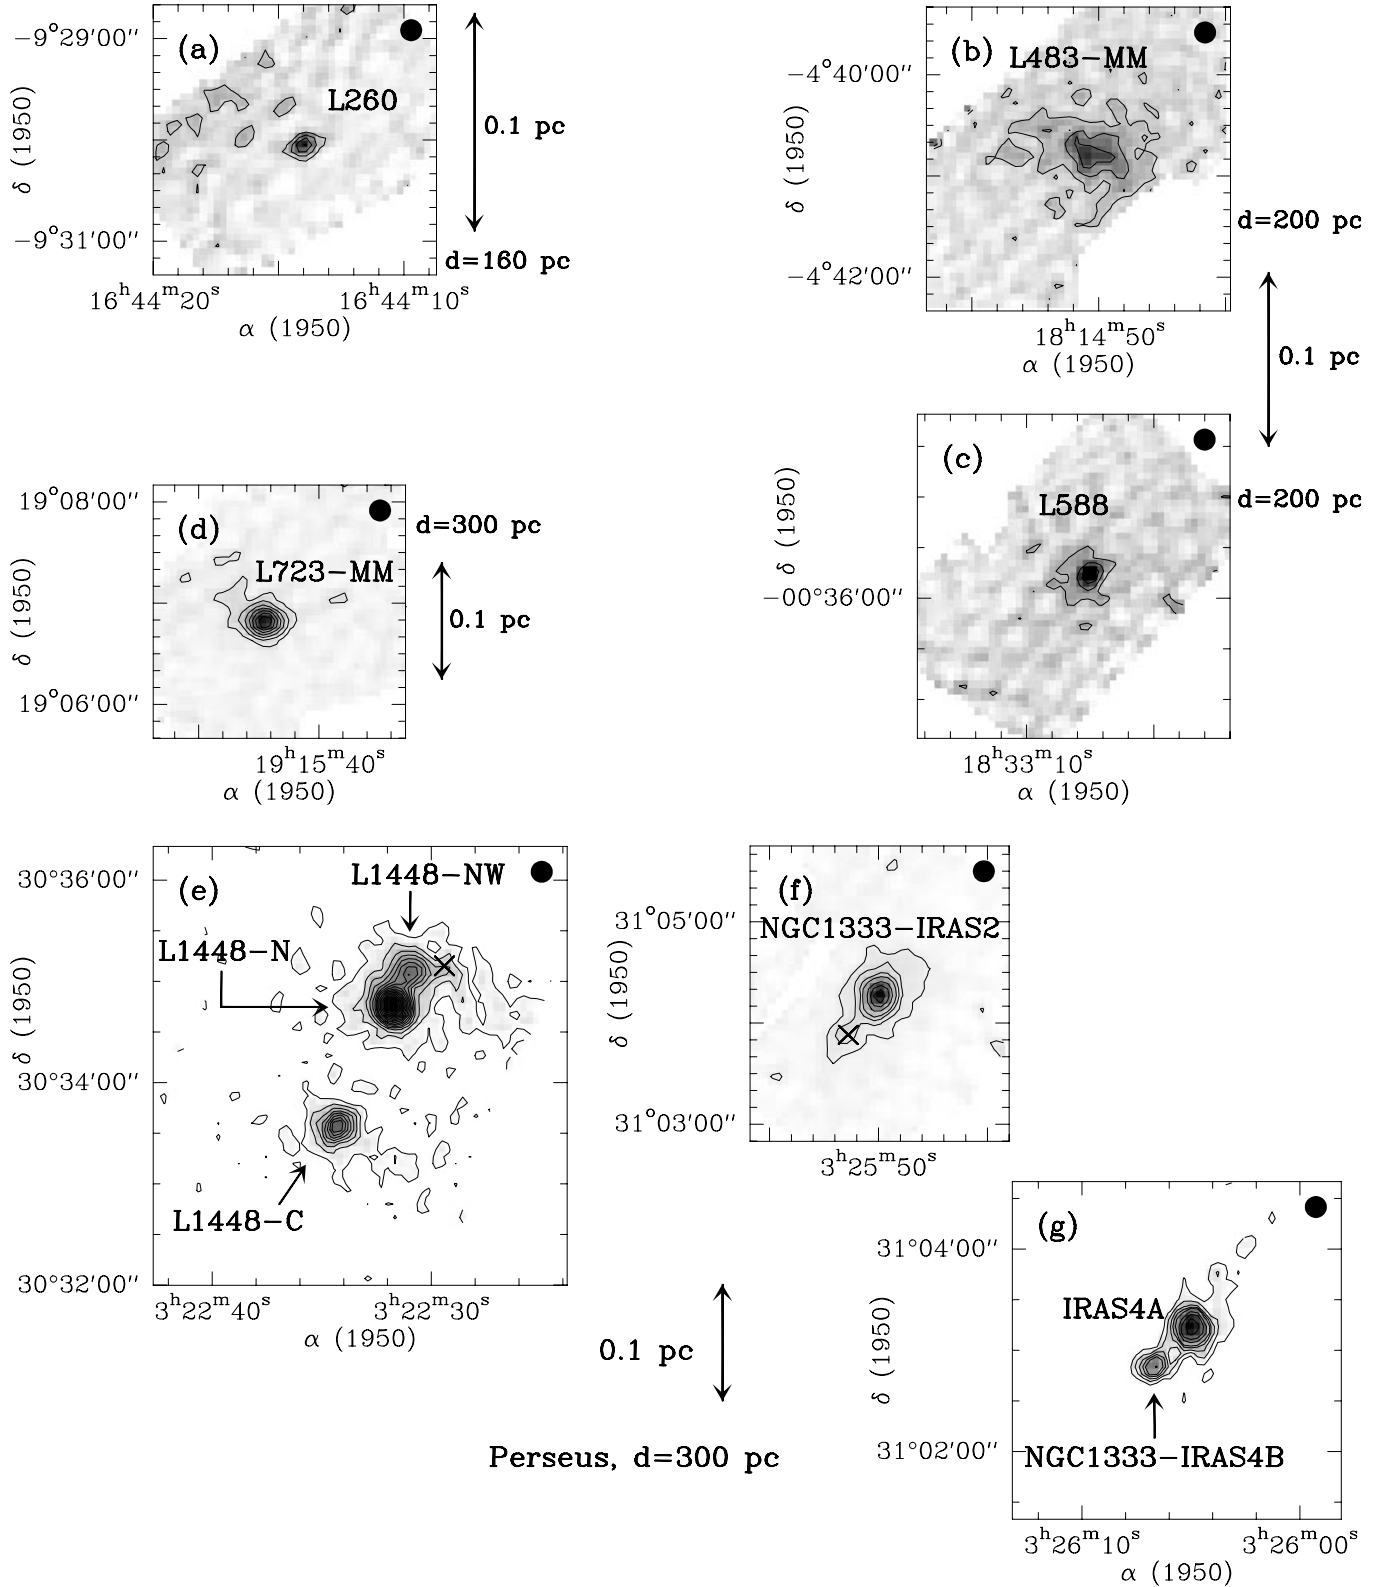 (a)
L260
−9°29′00″
−9°31′00″
δ (1950)
16ʰ44ᵐ20ˢ 16ʰ44ᵐ10ˢ
α (1950)
0.1 pc
d=160 pc
(b)
L483−MM
−4°40′00″
−4°42′00″
δ (1950)
18ʰ14ᵐ50ˢ
α (1950)
d=200 pc
0.1 pc
d=200 pc
(c)
L588
−00°36′00″
δ (1950)
18ʰ33ᵐ10ˢ
α (1950)
(d)
L723−MM
19°08′00″
19°06′00″
δ (1950)
19ʰ15ᵐ40ˢ
α (1950)
d=300 pc
0.1 pc
(e)
L1448−NW
L1448−N
L1448−C
30°36′00″
30°34′00″
30°32′00″
δ (1950)
3ʰ22ᵐ40ˢ 3ʰ22ᵐ30ˢ
α (1950)
(f)
NGC1333−IRAS2
31°05′00″
31°03′00″
δ (1950)
3ʰ25ᵐ50ˢ
0.1 pc
Perseus, d=300 pc
(g)
IRAS4A
NGC1333−IRAS4B
31°04′00″
31°02′00″
δ (1950)
3ʰ26ᵐ10ˢ 3ʰ26ᵐ00ˢ
α (1950)